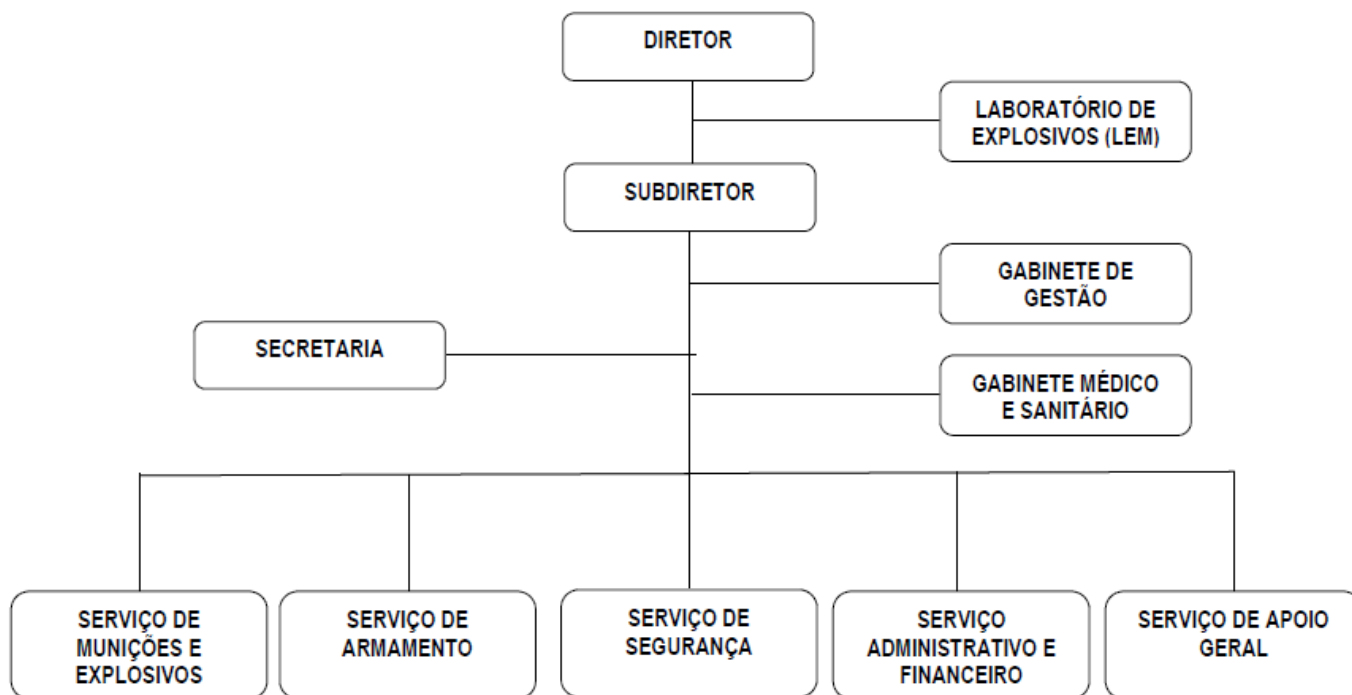 DIRETOR
LABORATÓRIO DE
EXPLOSIVOS (LEM)
SUBDIRETOR
GABINETE DE
GESTÃO
SECRETARIA
GABINETE MÉDICO
E SANITÁRIO
SERVIÇO DE
MUNIÇÕES E
EXPLOSIVOS
SERVIÇO DE
ARMAMENTO
SERVIÇO DE
SEGURANÇA
SERVIÇO
ADMINISTRATIVO E
FINANCEIRO
SERVIÇO DE APOIO
GERAL